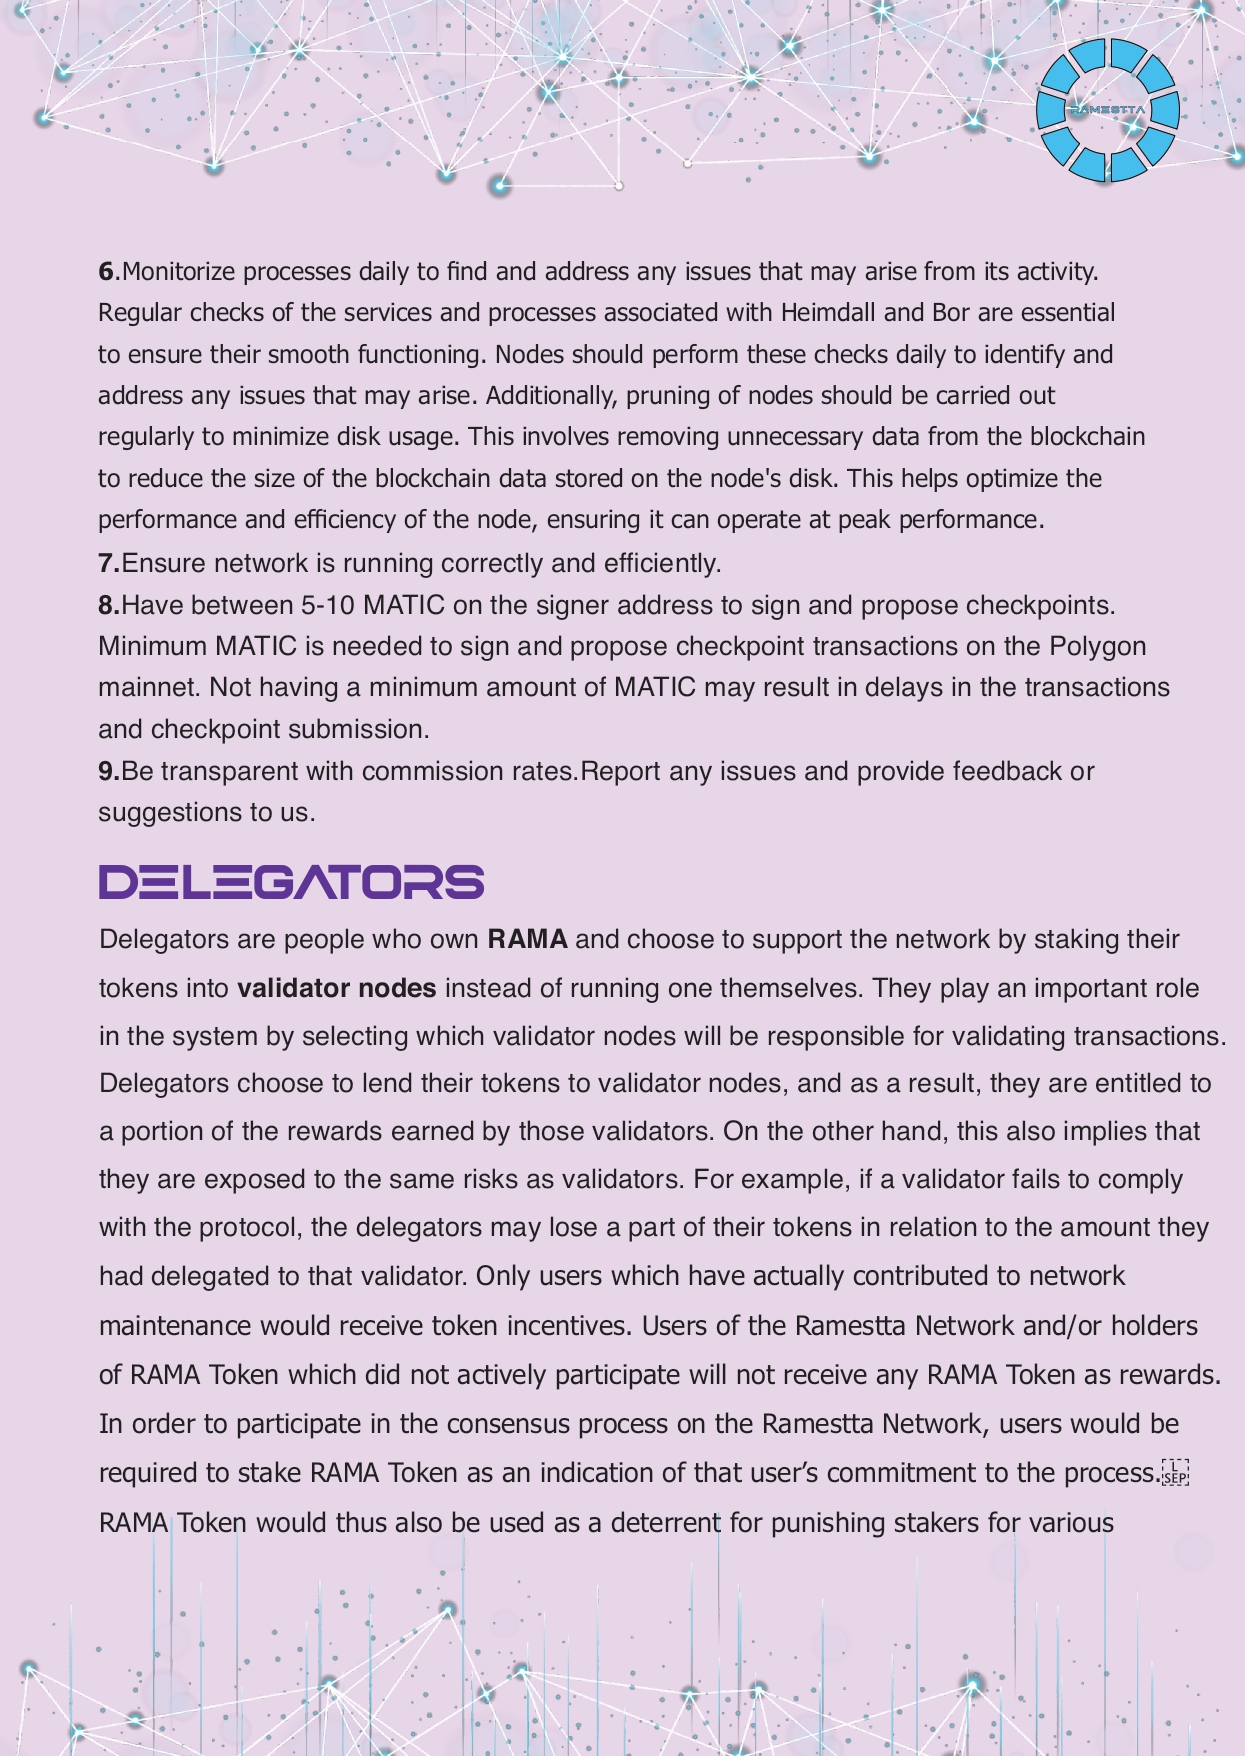 RAMESTTA
6.Monitorize processes daily to find and address any issues that may arise from its activity.
Regular checks of the services and processes associated with Heimdall and Bor are essential
to ensure their smooth functioning. Nodes should perform these checks daily to identify and
address any issues that may arise. Additionally, pruning of nodes should be carried out
regularly to minimize disk usage. This involves removing unnecessary data from the blockchain
to reduce the size of the blockchain data stored on the node's disk. This helps optimize the
performance and efficiency of the node, ensuring it can operate at peak performance.
7.Ensure network is running correctly and efficiently.
8.Have between 5-10 MATIC on the signer address to sign and propose checkpoints.
Minimum MATIC is needed to sign and propose checkpoint transactions on the Polygon
mainnet. Not having a minimum amount of MATIC may result in delays in the transactions
and checkpoint submission.
9.Be transparent with commission rates.Report any issues and provide feedback or
suggestions to us.
DELEGATORS
Delegators are people who own RAMA and choose to support the network by staking their
tokens into validator nodes instead of running one themselves. They play an important role
in the system by selecting which validator nodes will be responsible for validating transactions.
Delegators choose to lend their tokens to validator nodes, and as a result, they are entitled to
a portion of the rewards earned by those validators. On the other hand, this also implies that
they are exposed to the same risks as validators. For example, if a validator fails to comply
with the protocol, the delegators may lose a part of their tokens in relation to the amount they
had delegated to that validator. Only users which have actually contributed to network
maintenance would receive token incentives. Users of the Ramestta Network and/or holders
of RAMA Token which did not actively participate will not receive any RAMA Token as rewards.
In order to participate in the consensus process on the Ramestta Network, users would be
required to stake RAMA Token as an indication of that user’s commitment to the process.L SEP
RAMA Token would thus also be used as a deterrent for punishing stakers for various